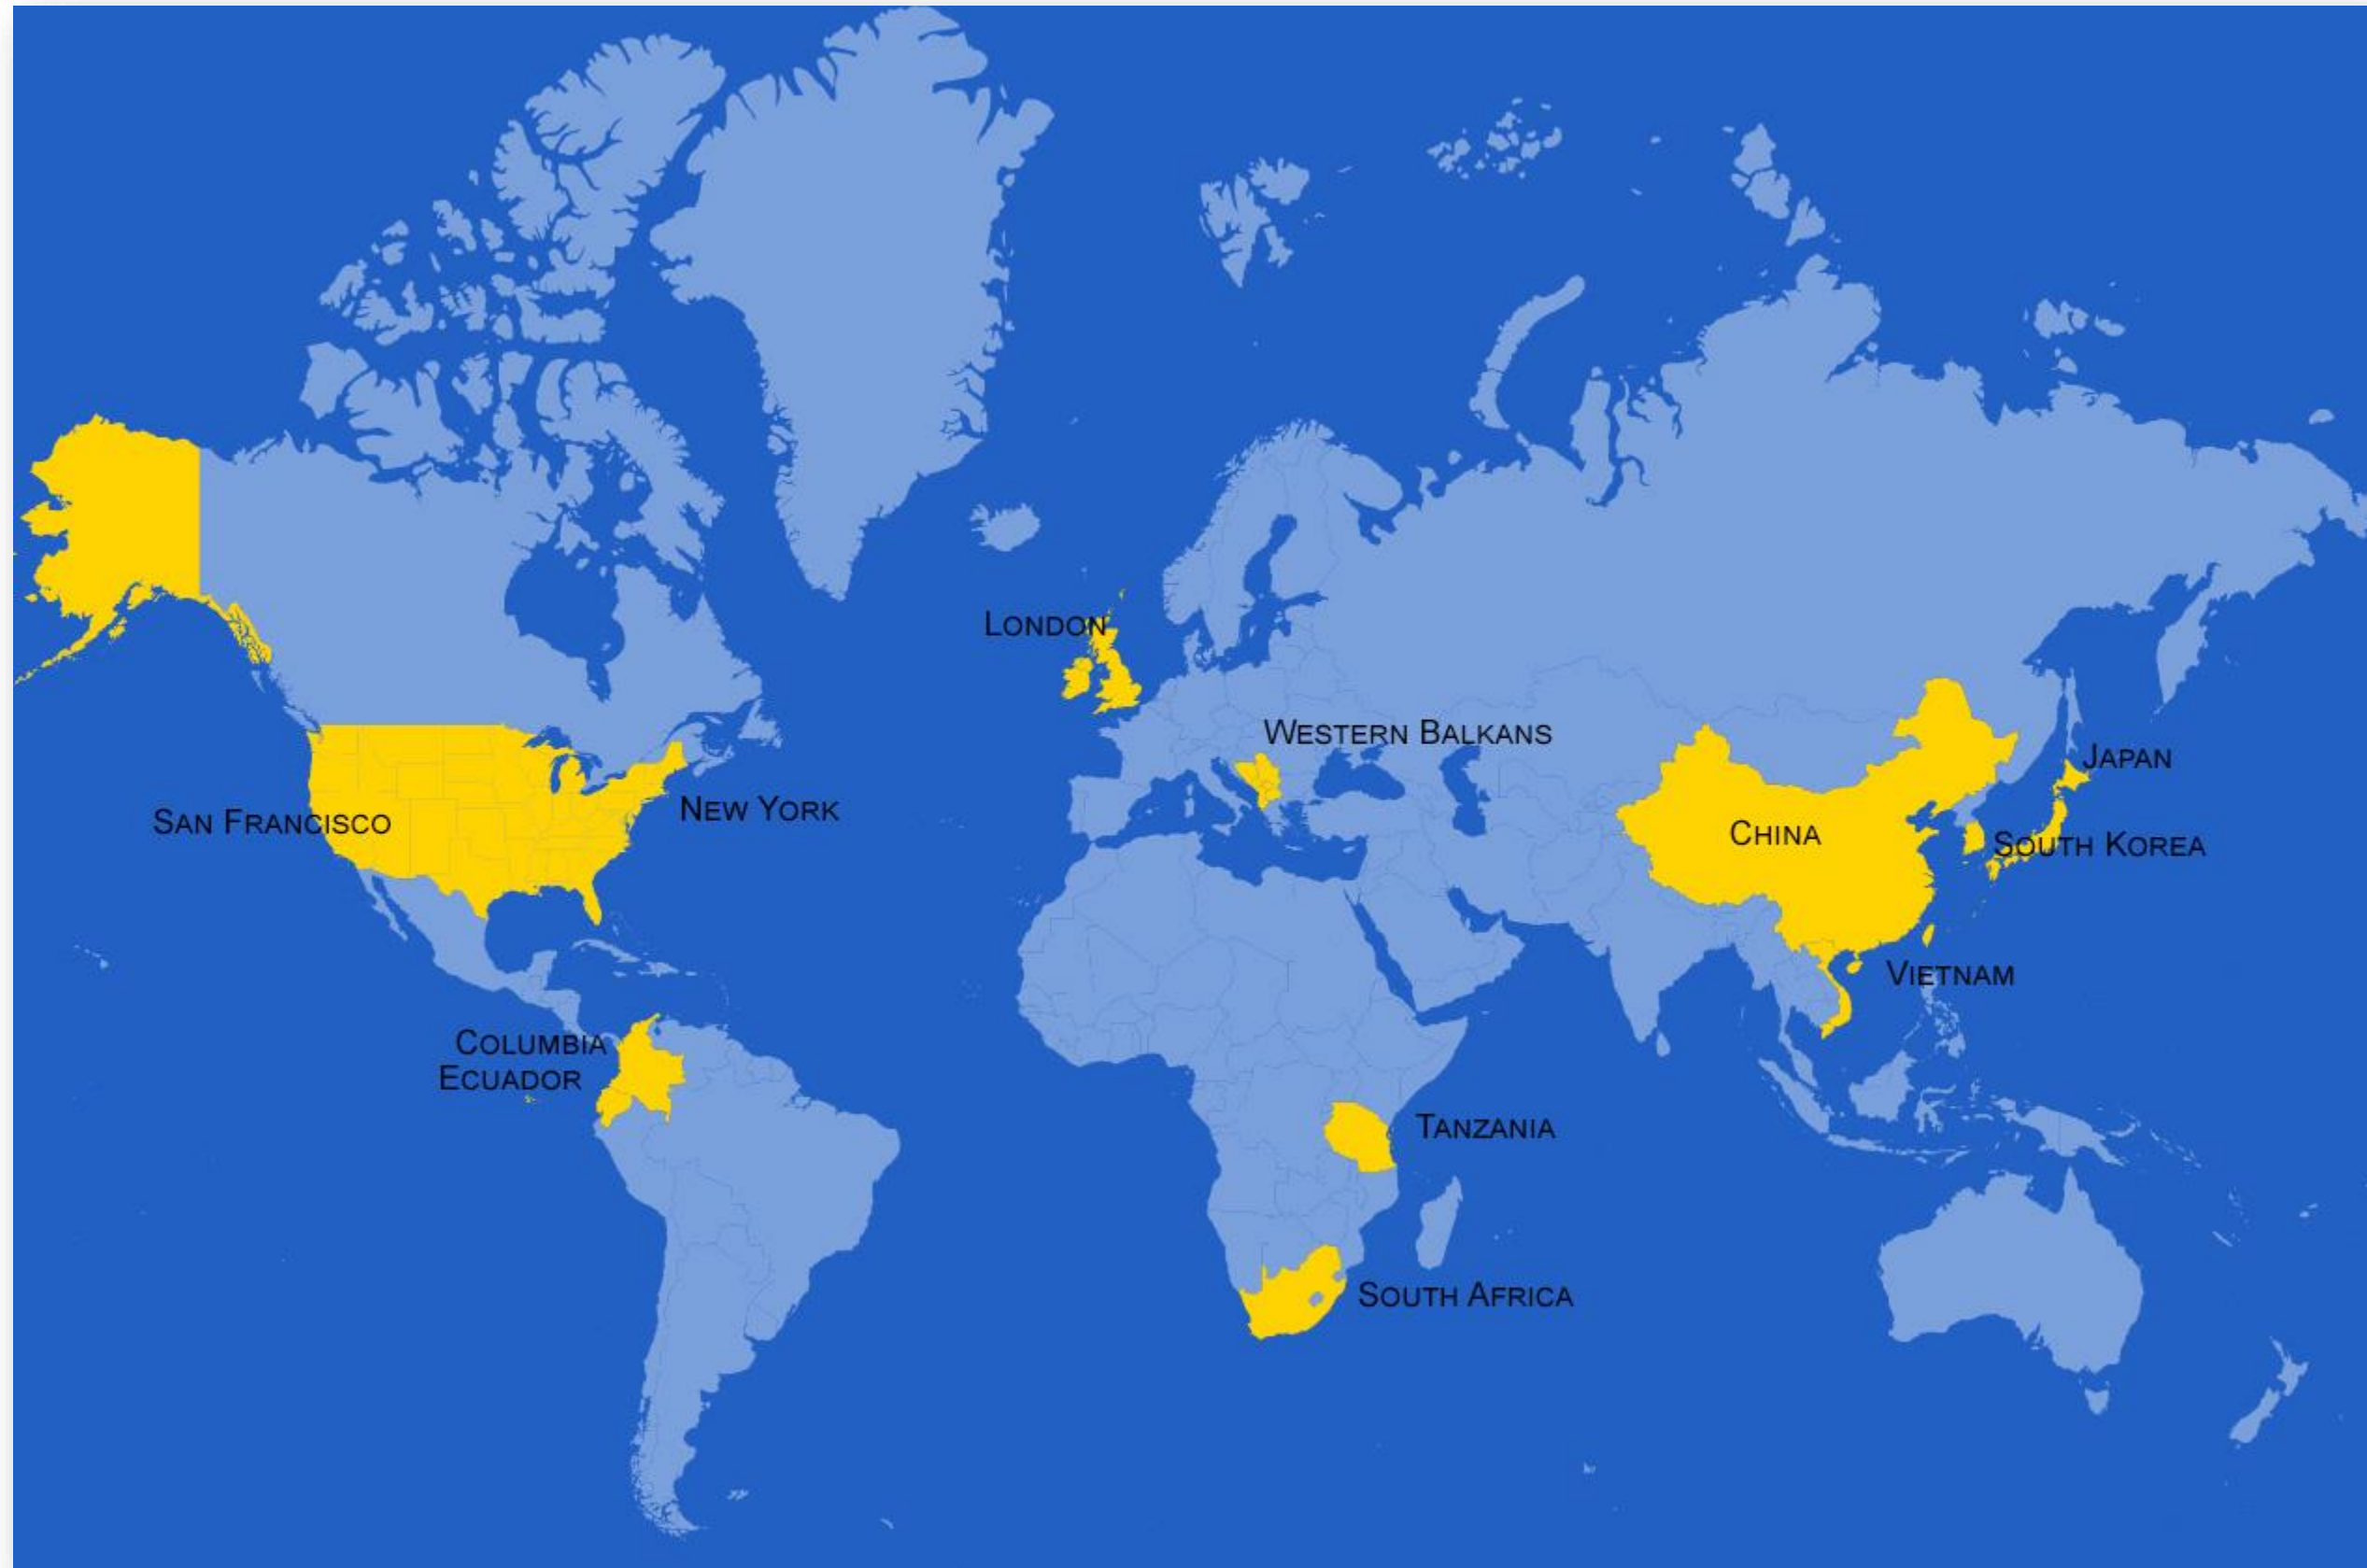 LONDON
WESTERN BALKANS
JAPAN
SAN FRANCISCO
NEW YORK
CHINA
SOUTH KOREA
VIETNAM
COLUMBIA
ECUADOR
TANZANIA
SOUTH AFRICA